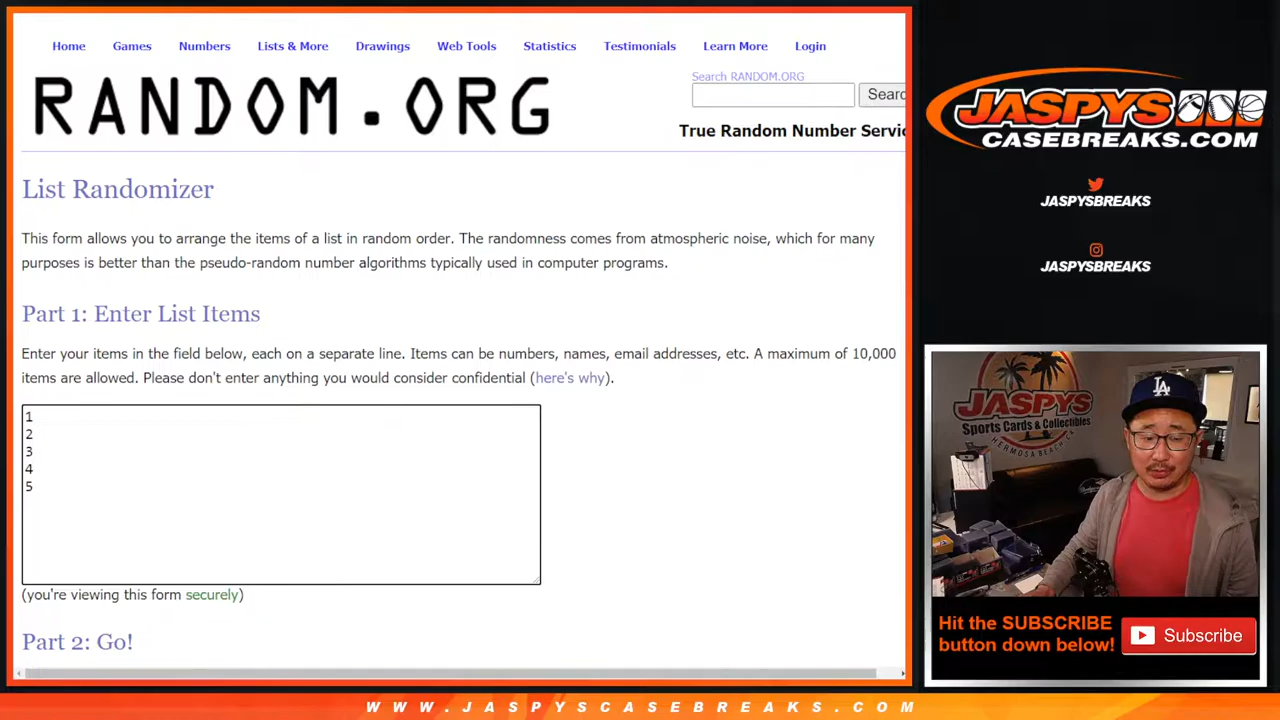 Home Games Numbers Lists & More Drawings Web Tools Statistics Testimonials Learn More Login
RANDOM.ORG
Search RANDOM.ORG
Searc
True Random Number Servic
List Randomizer
This form allows you to arrange the items of a list in random order. The randomness comes from atmospheric noise, which for many
purposes is better than the pseudo-random number algorithms typically used in computer programs.
Part 1: Enter List Items
Enter your items in the field below, each on a separate line. Items can be numbers, names, email addresses, etc. A maximum of 10,000
items are allowed. Please don't enter anything you would consider confidential (here's why).
1
2
3
4
5
(you're viewing this form securely)
Part 2: Go!
JASPYS
CASEBREAKS.COM
JASPYSBREAKS
JASPYSBREAKS
JASPYS
Sports Cards & Collectibles
HERMOSA BEACH CA
LA
Hit the SUBSCRIBE
button down below!
Subscribe
WWW.JASPYSCASEBREAKS.COM